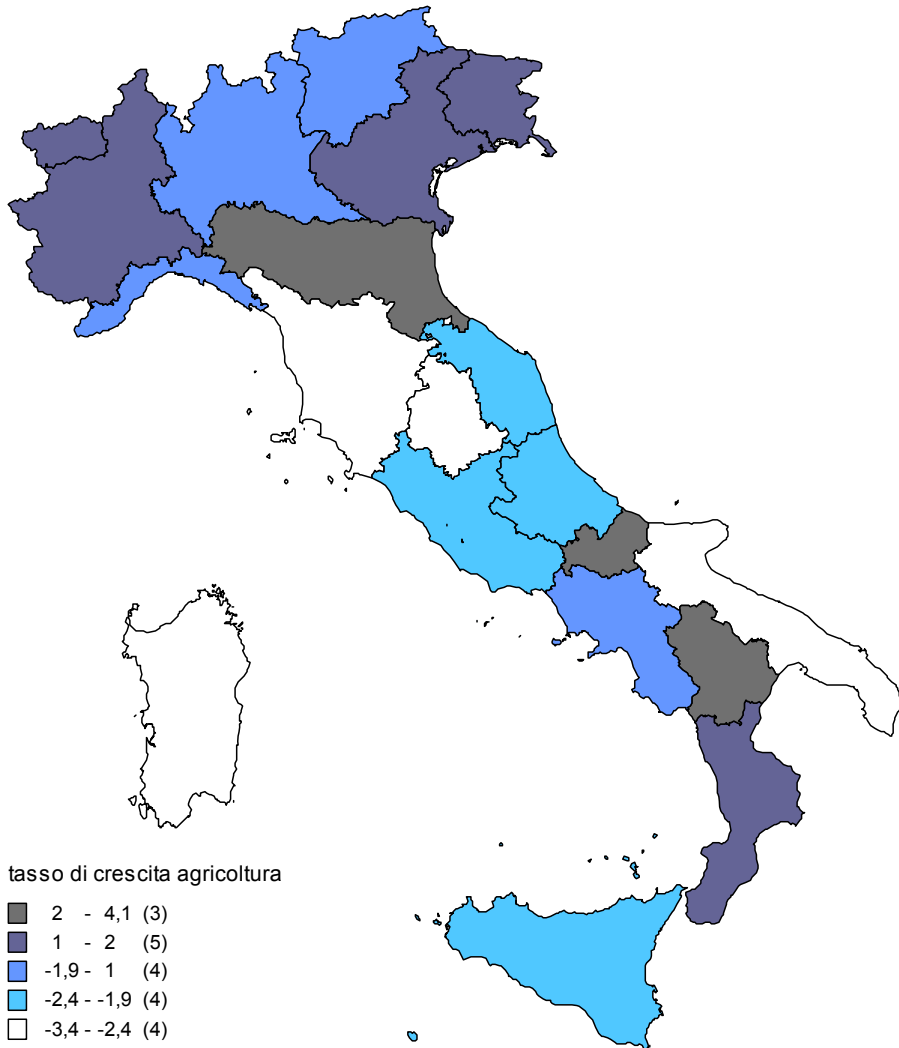 tasso di crescita agricoltura
2 - 4,1 (3)
1 - 2 (5)
-1,9 - 1 (4)
-2,4 - -1,9 (4)
-3,4 - -2,4 (4)